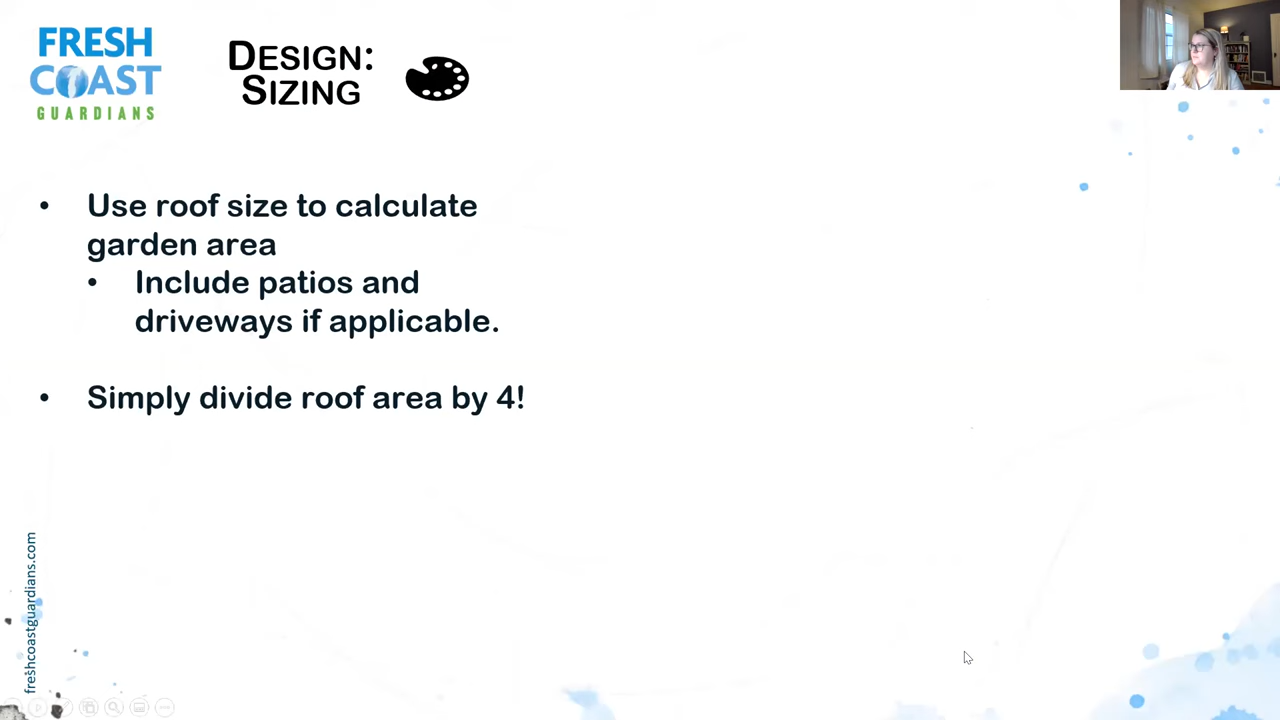 FRESH
COAST
GUARDIANS
DESIGN:
SIZING
• Use roof size to calculate
garden area
• Include patios and
driveways if applicable.
• Simply divide roof area by 4!
freshcoastguardians.com